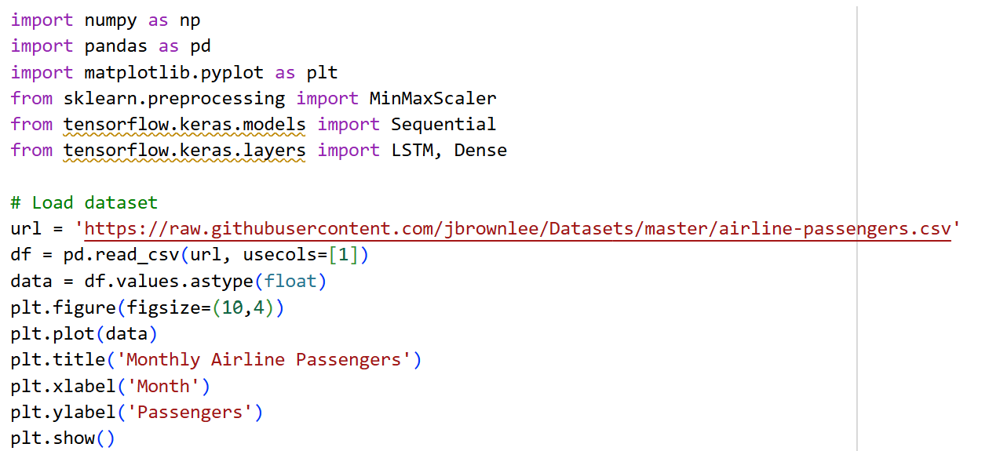 import numpy as np
import pandas as pd
import matplotlib.pyplot as plt
from sklearn.preprocessing import MinMaxScaler
from tensorflow.keras.models import Sequential
from tensorflow.keras.layers import LSTM, Dense

# Load dataset
url = 'https://raw.githubusercontent.com/jbrownlee/Datasets/master/airline-passengers.csv'
df = pd.read_csv(url, usecols=[1])
data = df.values.astype(float)
plt.figure(figsize=(10,4))
plt.plot(data)
plt.title('Monthly Airline Passengers')
plt.xlabel('Month')
plt.ylabel('Passengers')
plt.show()